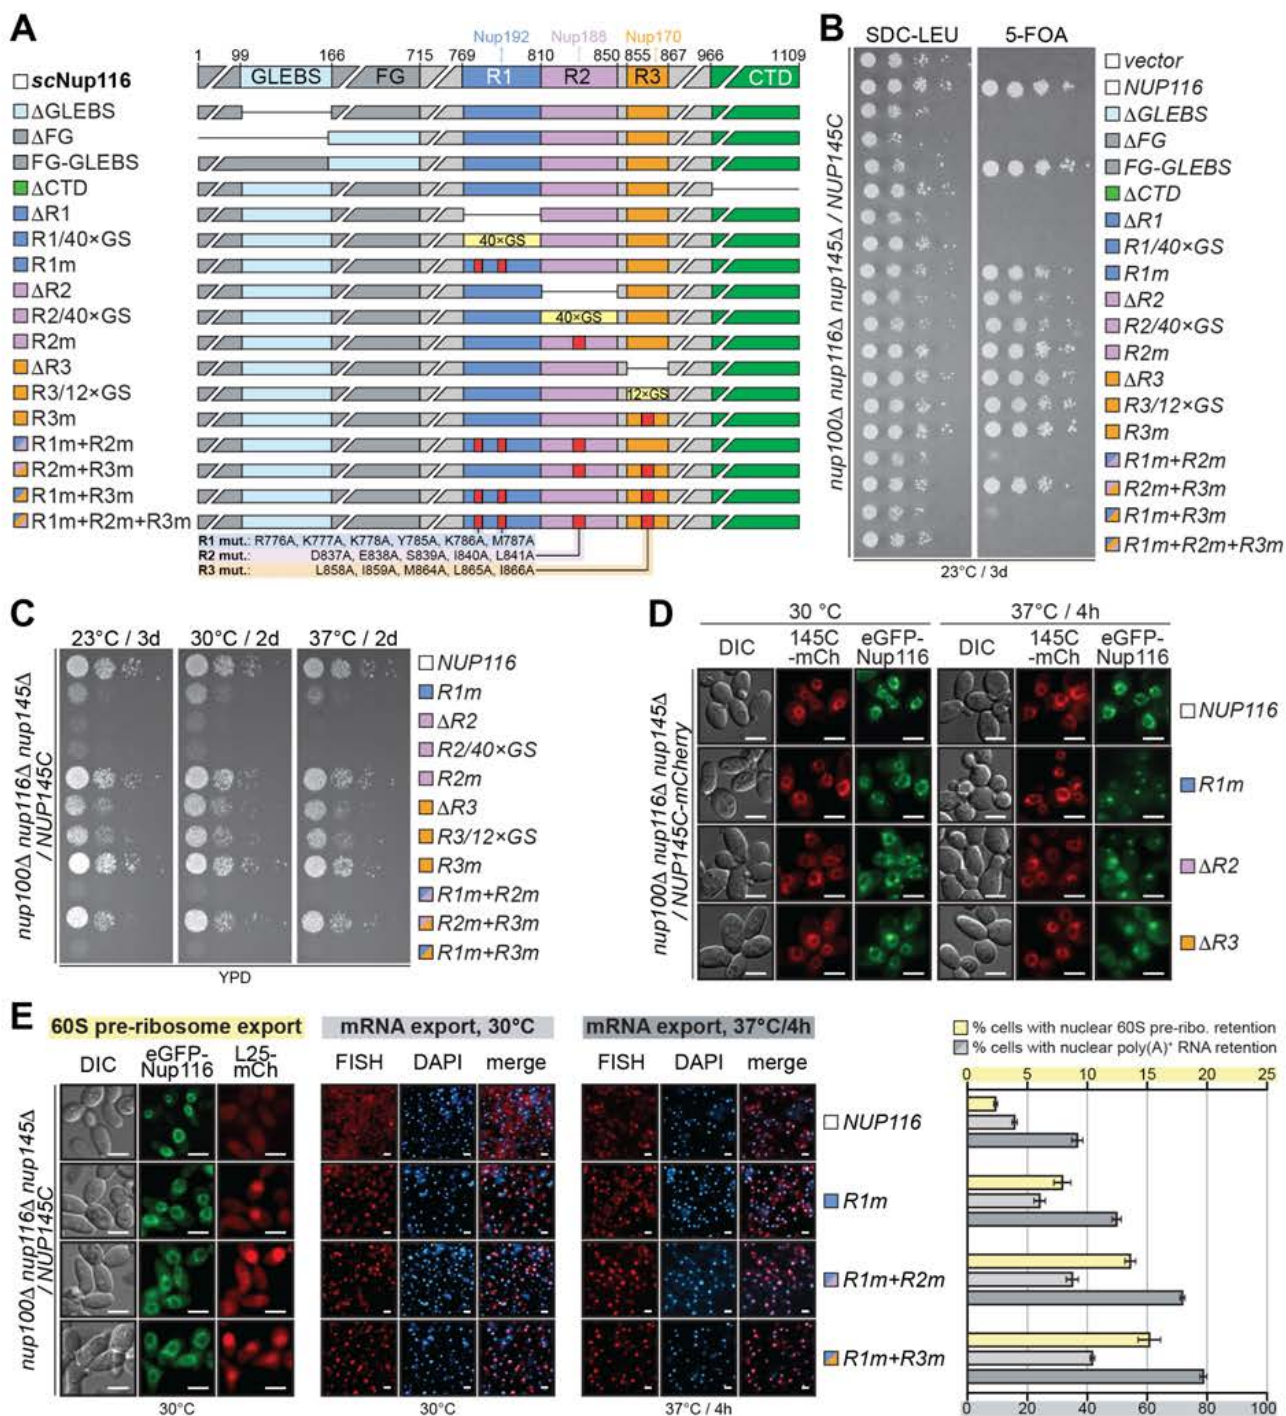 A
Nup192 Nup188 Nup170
1 99 166 715 769 810 850 855 867 966 1109
scNup116 GLEBS FG R1 R2 R3 CTD
ΔGLEBS
ΔFG
FG-GLEBS
ΔCTD
ΔR1
R1/40×GS 40×GS
R1m
ΔR2
R2/40×GS 40×GS
R2m
ΔR3
R3/12×GS 12×GS
R3m
R1m+R2m
R2m+R3m
R1m+R3m
R1m+R2m+R3m
R1 mut.: R776A, K777A, K778A, Y785A, K786A, M787A
R2 mut.: D837A, E838A, S839A, I840A, L841A
R3 mut.: L858A, I859A, M864A, L865A, I866A
B
SDC-LEU 5-FOA
nup100Δ nup116Δ nup145Δ / NUP145C
vector
NUP116
ΔGLEBS
ΔFG
FG-GLEBS
ΔCTD
ΔR1
R1/40×GS
R1m
ΔR2
R2/40×GS
R2m
ΔR3
R3/12×GS
R3m
R1m+R2m
R2m+R3m
R1m+R3m
R1m+R2m+R3m
23°C / 3d
C
23°C / 3d 30°C / 2d 37°C / 2d
nup100Δ nup116Δ nup145Δ
/ NUP145C
NUP116
R1m
ΔR2
R2/40×GS
R2m
ΔR3
R3/12×GS
R3m
R1m+R2m
R2m+R3m
R1m+R3m
YPD
D
30 °C 37°C / 4h
DIC 145C-mCh eGFP-Nup116 DIC 145C-mCh eGFP-Nup116
nup100Δ nup116Δ nup145Δ
/ NUP145C-mCherry
NUP116
R1m
ΔR2
ΔR3
E
60S pre-ribosome export mRNA export, 30°C mRNA export, 37°C/4h
DIC eGFP-Nup116 L25-mCh FISH DAPI merge FISH DAPI merge
nup100Δ nup116Δ nup145Δ
/ NUP145C
NUP116
R1m
R1m+R2m
R1m+R3m
30°C 30°C 37°C / 4h
% cells with nuclear 60S pre-ribo. retention
% cells with nuclear poly(A)⁺ RNA retention
0 5 10 15 20 25
0 20 40 60 80 100